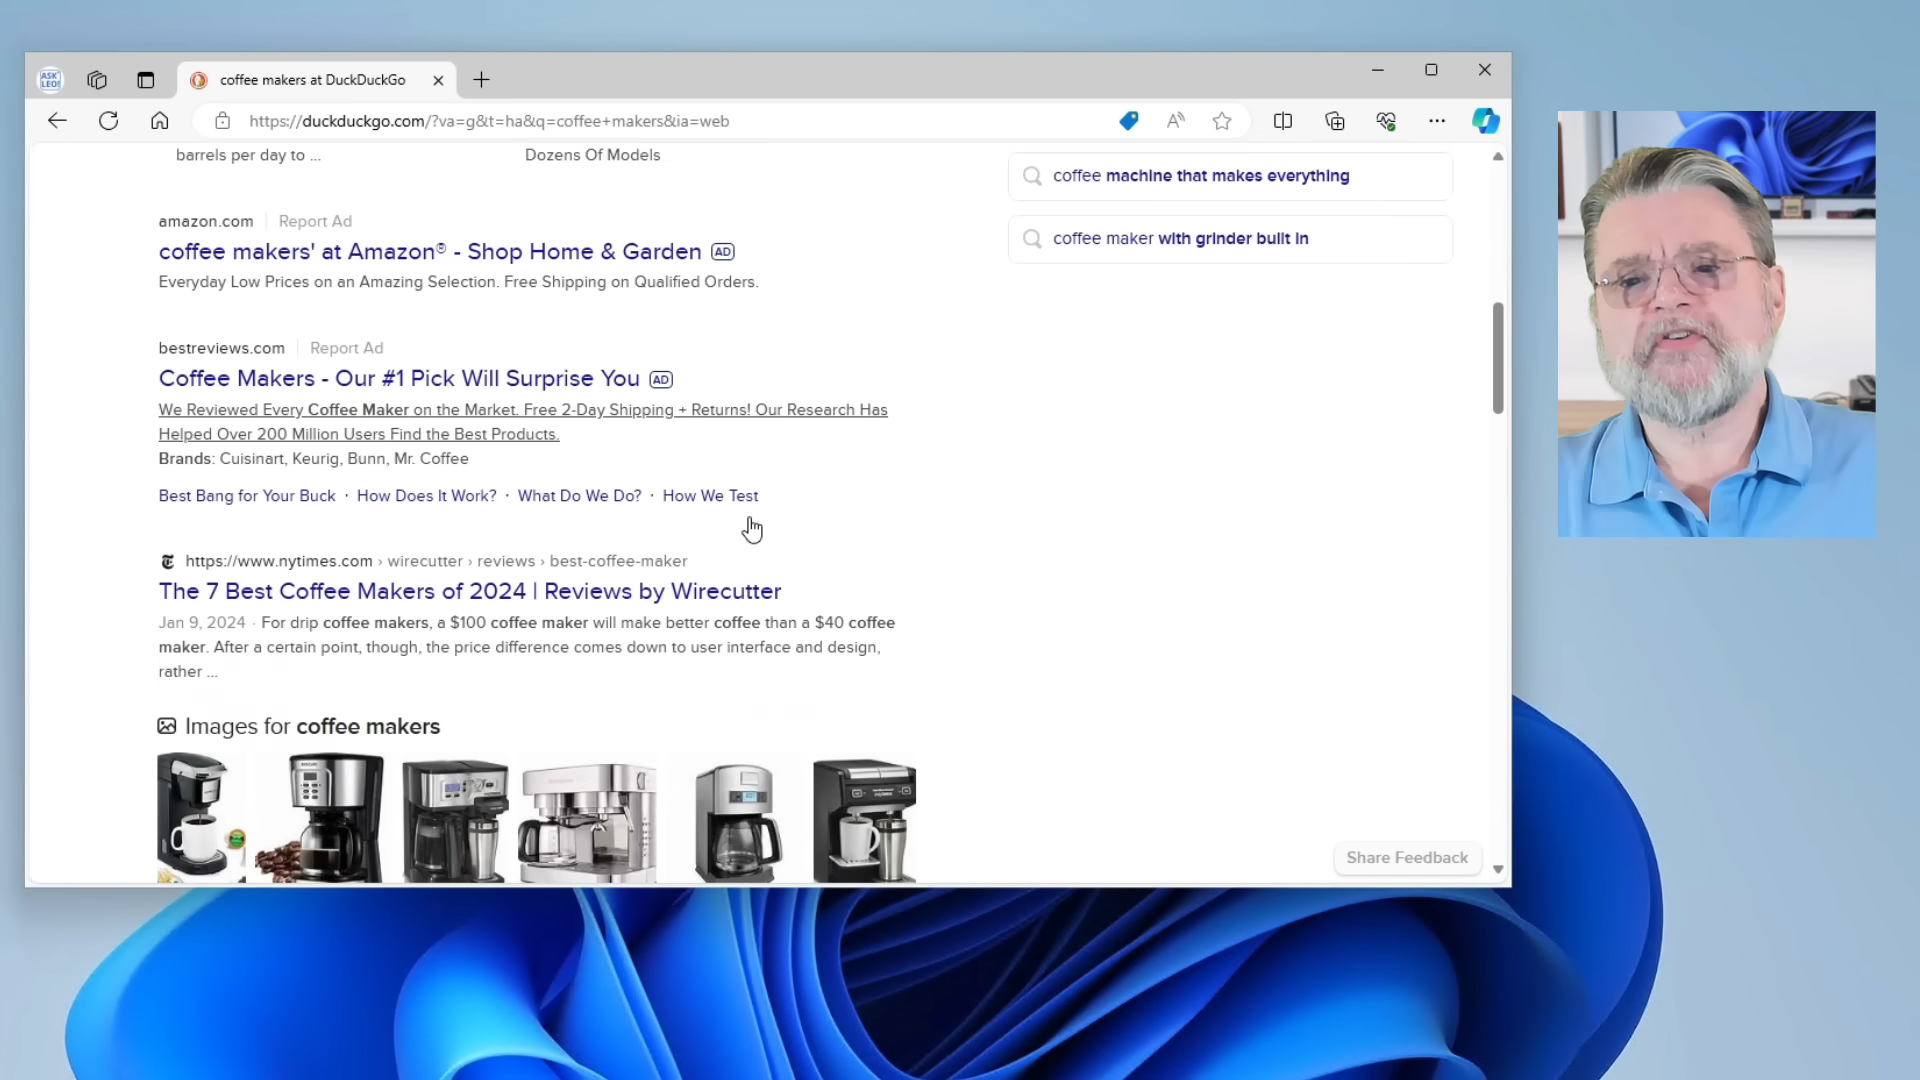 ASK
LEO!
coffee makers at DuckDuckGo
https://duckduckgo.com/?va=g&t=ha&q=coffee+makers&ia=web
barrels per day to ...
Dozens Of Models
coffee machine that makes everything
coffee maker with grinder built in
amazon.com
Report Ad
coffee makers' at Amazon® - Shop Home & Garden AD
Everyday Low Prices on an Amazing Selection. Free Shipping on Qualified Orders.
bestreviews.com
Report Ad
Coffee Makers - Our #1 Pick Will Surprise You AD
We Reviewed Every Coffee Maker on the Market. Free 2-Day Shipping + Returns! Our Research Has
Helped Over 200 Million Users Find the Best Products.
Brands: Cuisinart, Keurig, Bunn, Mr. Coffee
Best Bang for Your Buck · How Does It Work? · What Do We Do? · How We Test
https://www.nytimes.com › wirecutter › reviews › best-coffee-maker
The 7 Best Coffee Makers of 2024 | Reviews by Wirecutter
Jan 9, 2024 · For drip coffee makers, a $100 coffee maker will make better coffee than a $40 coffee
maker. After a certain point, though, the price difference comes down to user interface and design,
rather ...
Images for coffee makers
Share Feedback